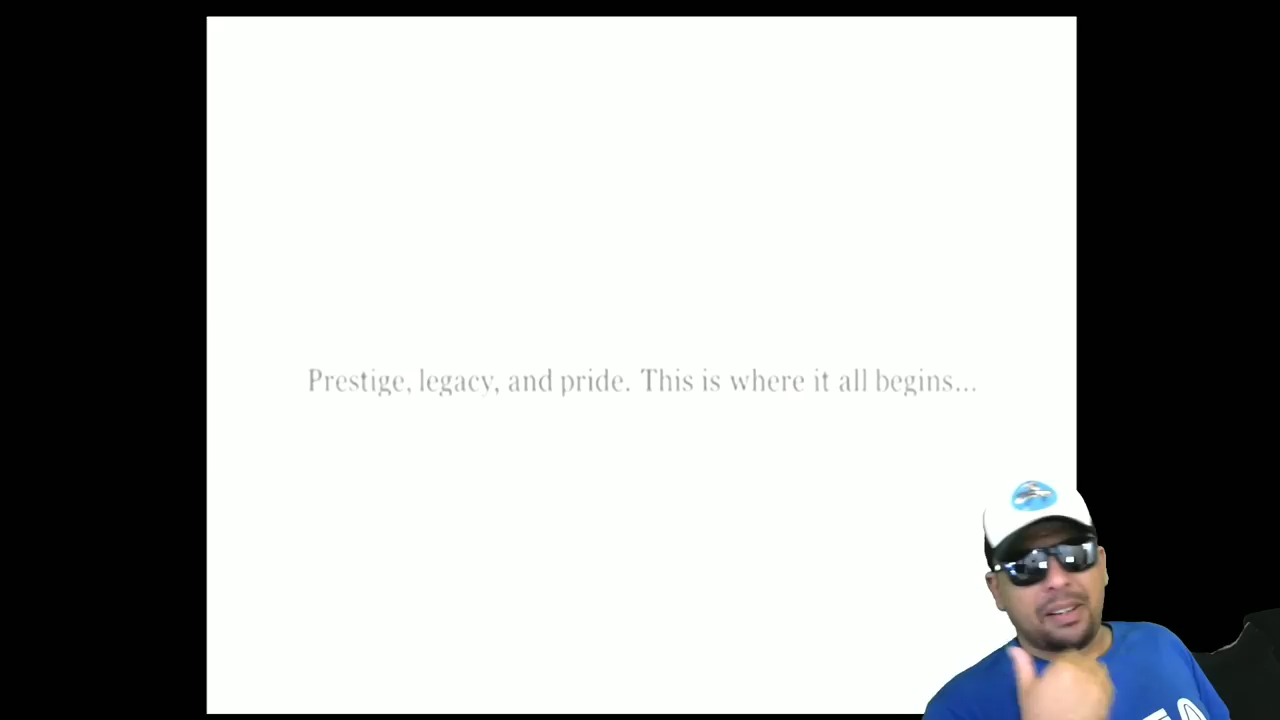 Prestige, legacy, and pride. This is where it all begins...